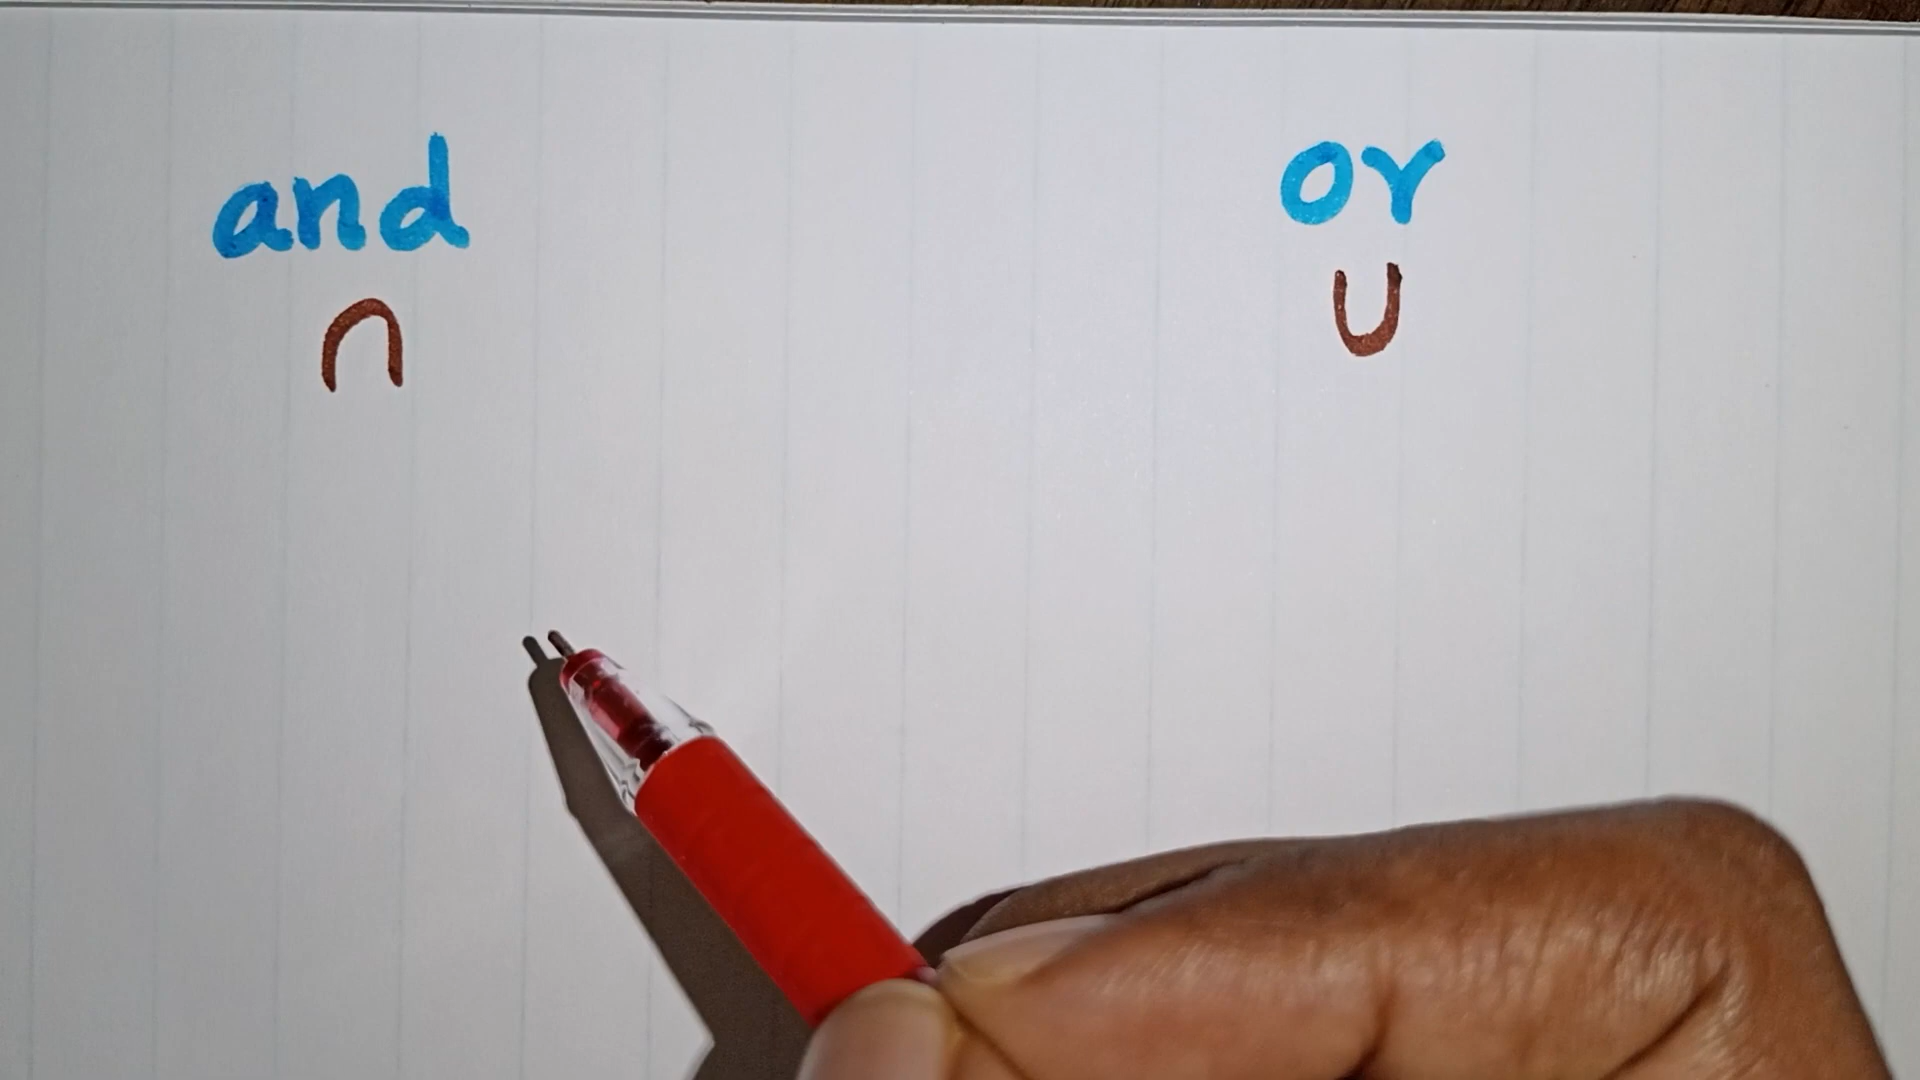 and or
∩ ∪